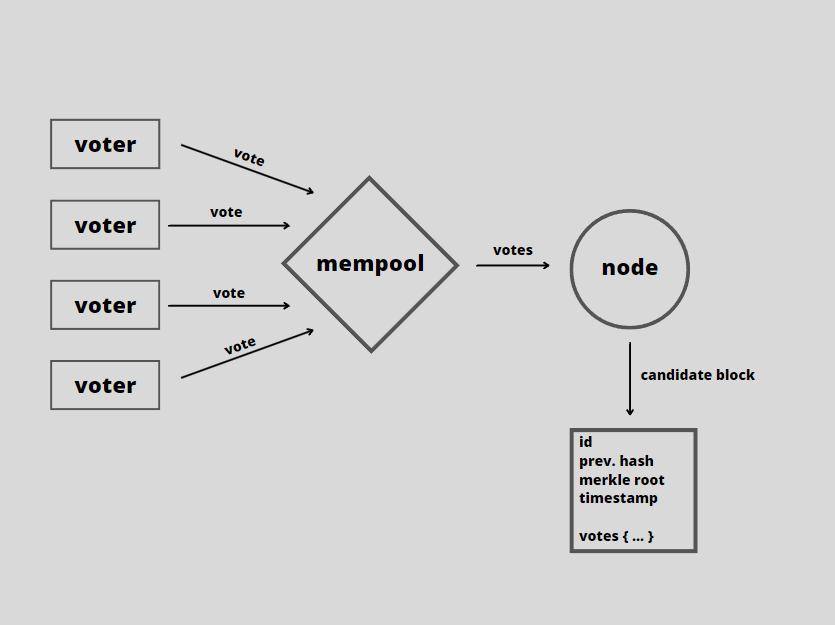 voter
vote
voter
vote
voter
vote
voter
vote
mempool
votes
node
candidate block
id
prev. hash
merkle root
timestamp
votes { ... }